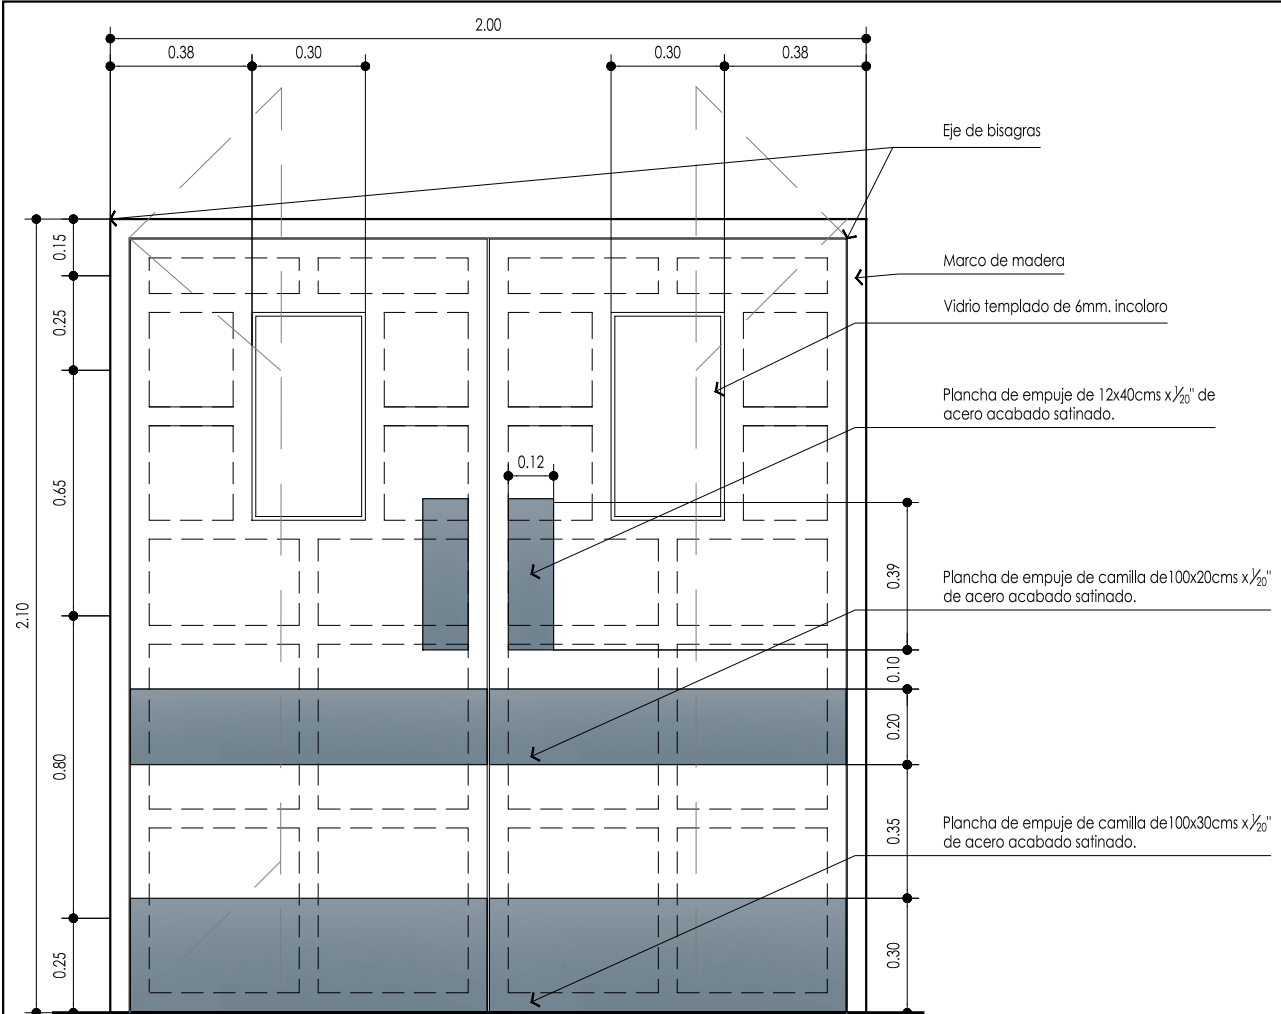 2.00
0.38
0.30
0.30
0.38
Eje de bisagras
0.15
Marco de madera
Vidrio templado de 6mm. incoloro
0.25
Plancha de empuje de 12x40cms x 1/20" de
acero acabado satinado.
0.12
0.65
0.39
Plancha de empuje de camilla de100x20cms x 1/20"
de acero acabado satinado.
2.10
0.10
0.20
0.80
0.35
Plancha de empuje de camilla de100x30cms x 1/20"
de acero acabado satinado.
0.30
0.25